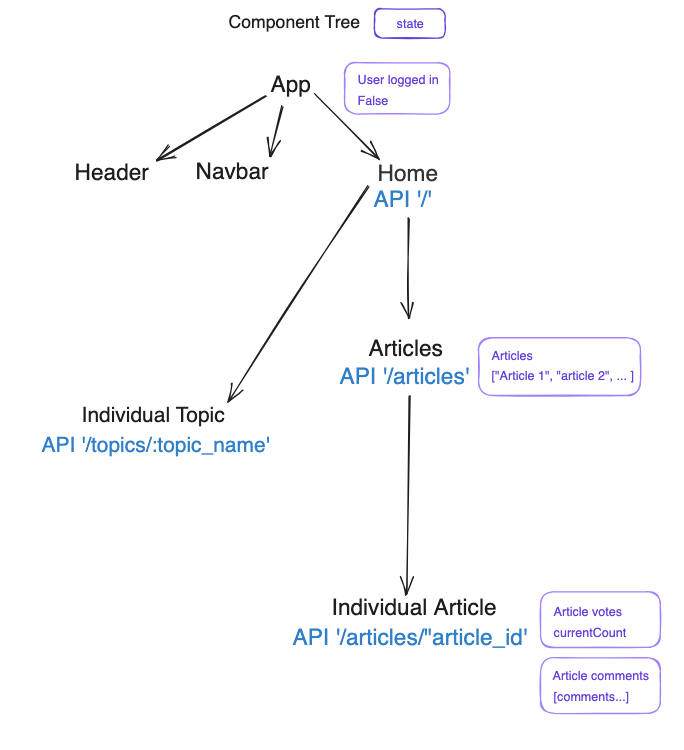 Component Tree
state
App
User logged in
False
Header
Navbar
Home
API '/'
Articles
API '/articles'
Articles
["Article 1", "article 2", ... ]
Individual Topic
API '/topics/:topic_name'
Individual Article
API '/articles/"article_id'
Article votes
currentCount
Article comments
[comments...]